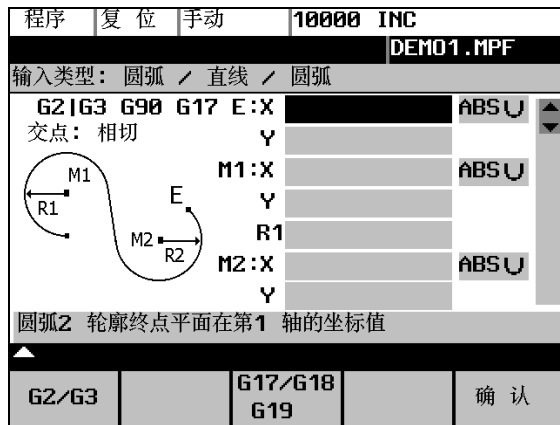 程序 复 位 手动 10000 INC
DEMO1.MPF
输入类型: 圆弧 / 直线 / 圆弧
G2|G3 G90 G17 E:X ABS
交点: 相切 Y
M1:X ABS
Y
R1
M2:X ABS
Y
M1
R1
E
M2
R2
圆弧2 轮廓终点平面在第1 轴的坐标值
G2/G3 G17/G18 G19 确 认